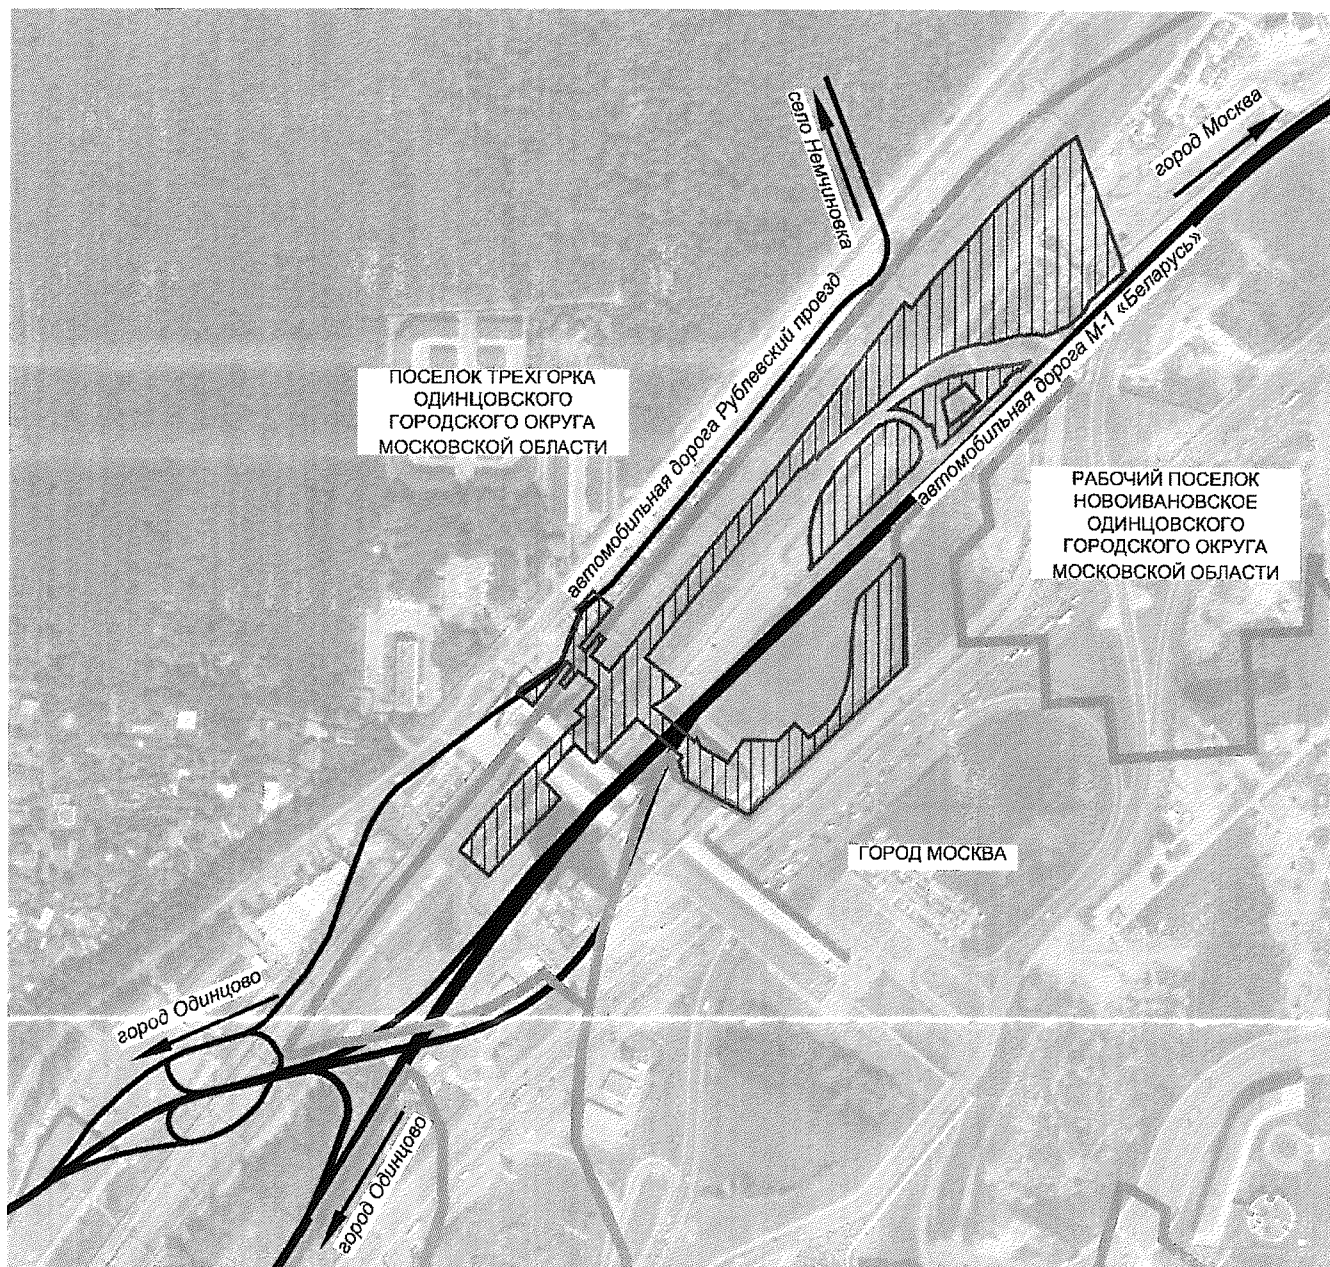 село Немчиновка
город Москва
автомобильная дорога Рублевский проезд
автомобильная дорога М-1 «Беларусь»
ПОСЕЛОК ТРЕХГОРКА
ОДИНЦОВСКОГО
ГОРОДСКОГО ОКРУГА
МОСКОВСКОЙ ОБЛАСТИ
РАБОЧИЙ ПОСЕЛОК
НОВОИВАНОВСКОЕ
ОДИНЦОВСКОГО
ГОРОДСКОГО ОКРУГА
МОСКОВСКОЙ ОБЛАСТИ
ГОРОД МОСКВА
город Одинцово
город Одинцово